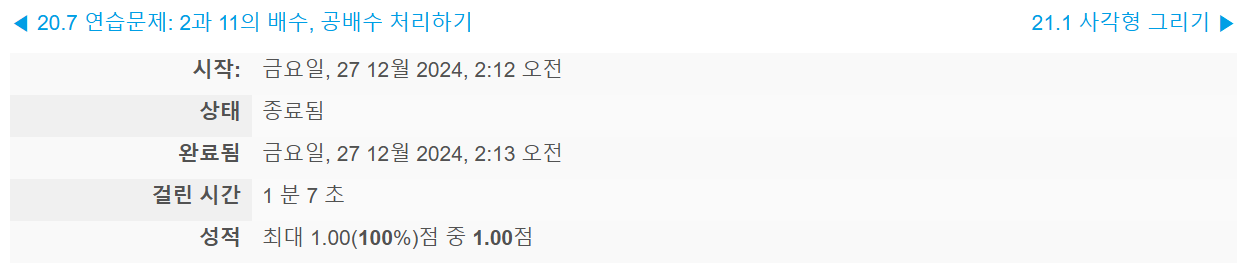 ◀ 20.7 연습문제: 2과 11의 배수, 공배수 처리하기
21.1 사각형 그리기 ▶
시작: 금요일, 27 12월 2024, 2:12 오전
상태 종료됨
완료됨 금요일, 27 12월 2024, 2:13 오전
걸린 시간 1 분 7 초
성적 최대 1.00(100%)점 중 1.00점